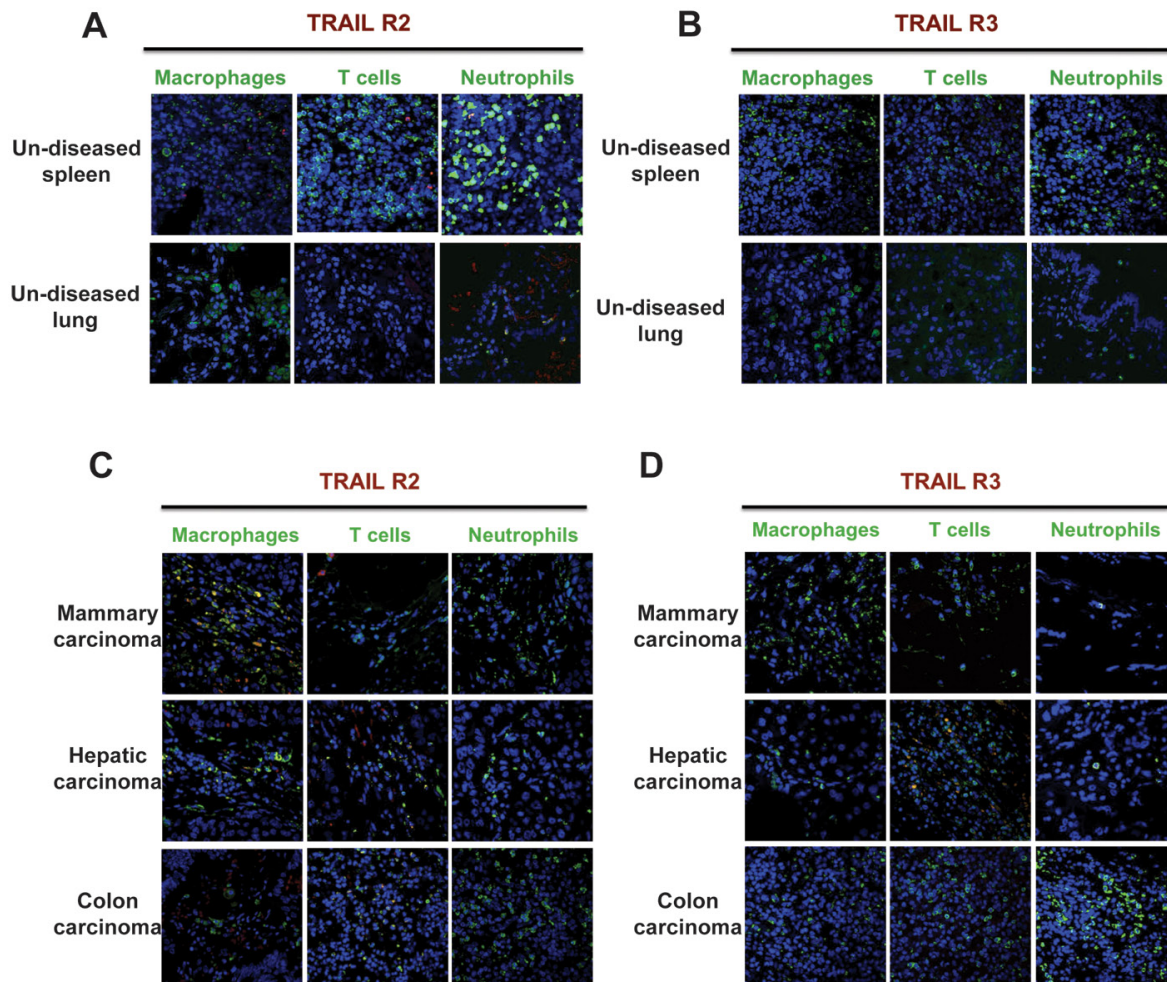 A
TRAIL R2
Macrophages T cells Neutrophils
Un-diseased
spleen
Un-diseased
lung
B
TRAIL R3
Macrophages T cells Neutrophils
Un-diseased
spleen
Un-diseased
lung
C
TRAIL R2
Macrophages T cells Neutrophils
Mammary
carcinoma
Hepatic
carcinoma
Colon
carcinoma
D
TRAIL R3
Macrophages T cells Neutrophils
Mammary
carcinoma
Hepatic
carcinoma
Colon
carcinoma